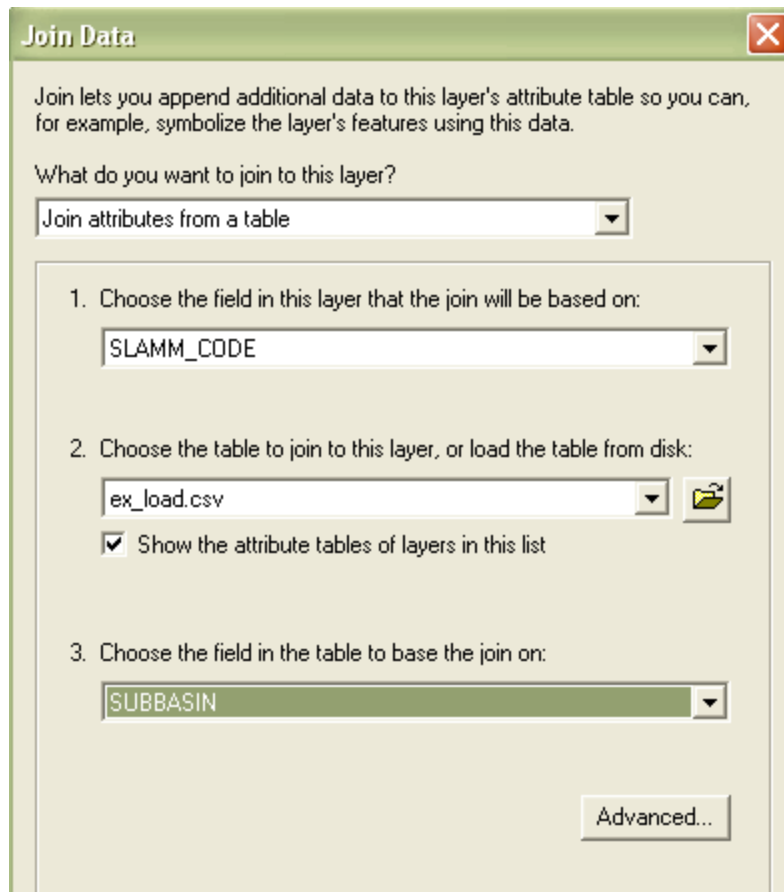 Join Data
Join lets you append additional data to this layer's attribute table so you can,
for example, symbolize the layer's features using this data.
What do you want to join to this layer?
Join attributes from a table
1. Choose the field in this layer that the join will be based on:
SLAMM_CODE
2. Choose the table to join to this layer, or load the table from disk:
ex_load.csv
Show the attribute tables of layers in this list
3. Choose the field in the table to base the join on:
SUBBASIN
Advanced...